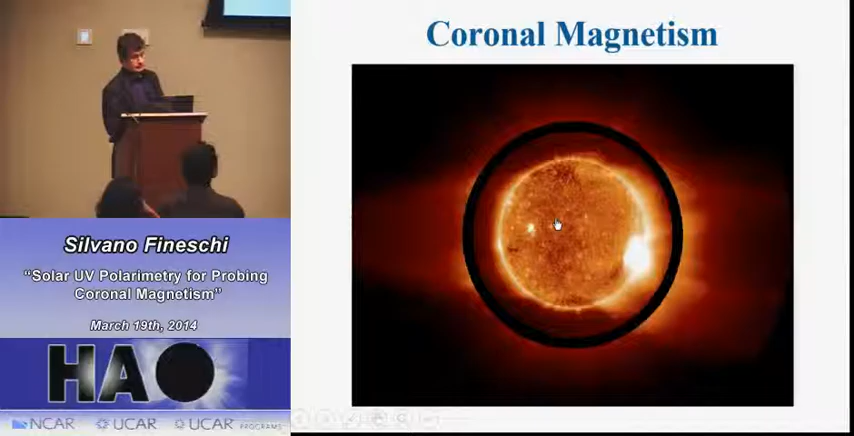 Coronal Magnetism
Silvano Fineschi
“Solar UV Polarimetry for Probing
Coronal Magnetism”
March 19th, 2014
HAO
NCAR
UCAR
UCAR PROGRAMS